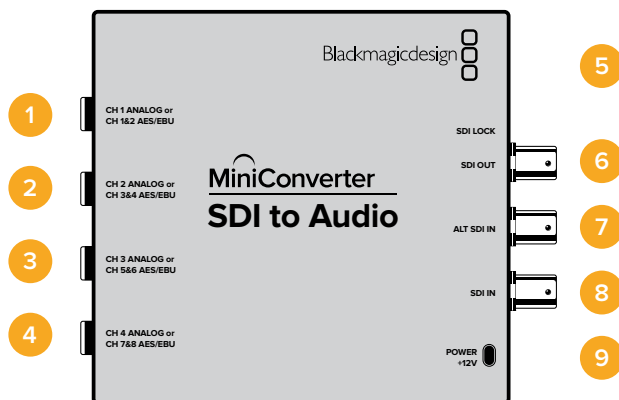 Blackmagicdesign
1
CH 1 ANALOG or
CH 1&2 AES/EBU
5
SDI LOCK
SDI OUT
6
2
CH 2 ANALOG or
CH 3&4 AES/EBU
MiniConverter
SDI to Audio
ALT SDI IN
7
3
CH 3 ANALOG or
CH 5&6 AES/EBU
SDI IN
8
4
CH 4 ANALOG or
CH 7&8 AES/EBU
POWER
+12V
9